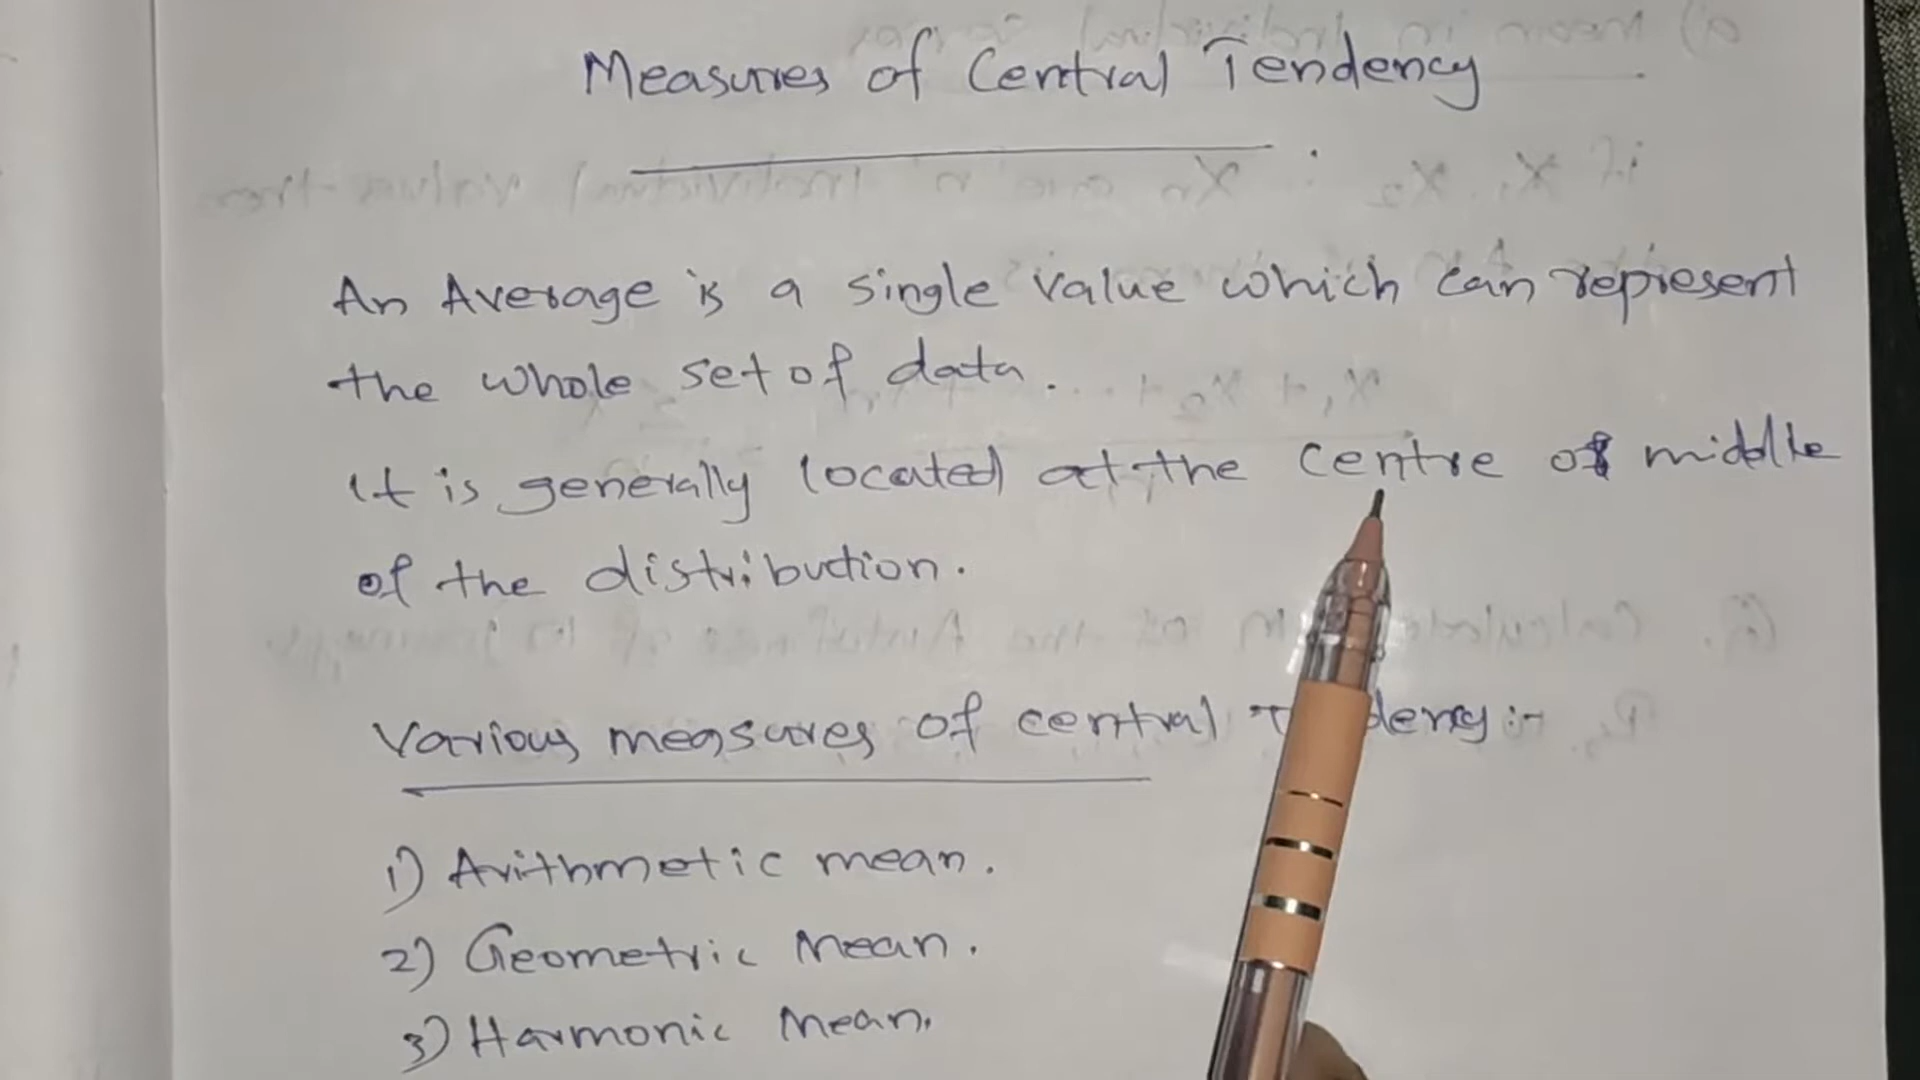 Measures of Central Tendency
An Average is a single value which can represent
the whole set of data.
It is generally located at the centre of middle
of the distribution.
Various measures of central :-
1) Arithmetic mean.
2) Geometric Mean.
3) Harmonic Mean.